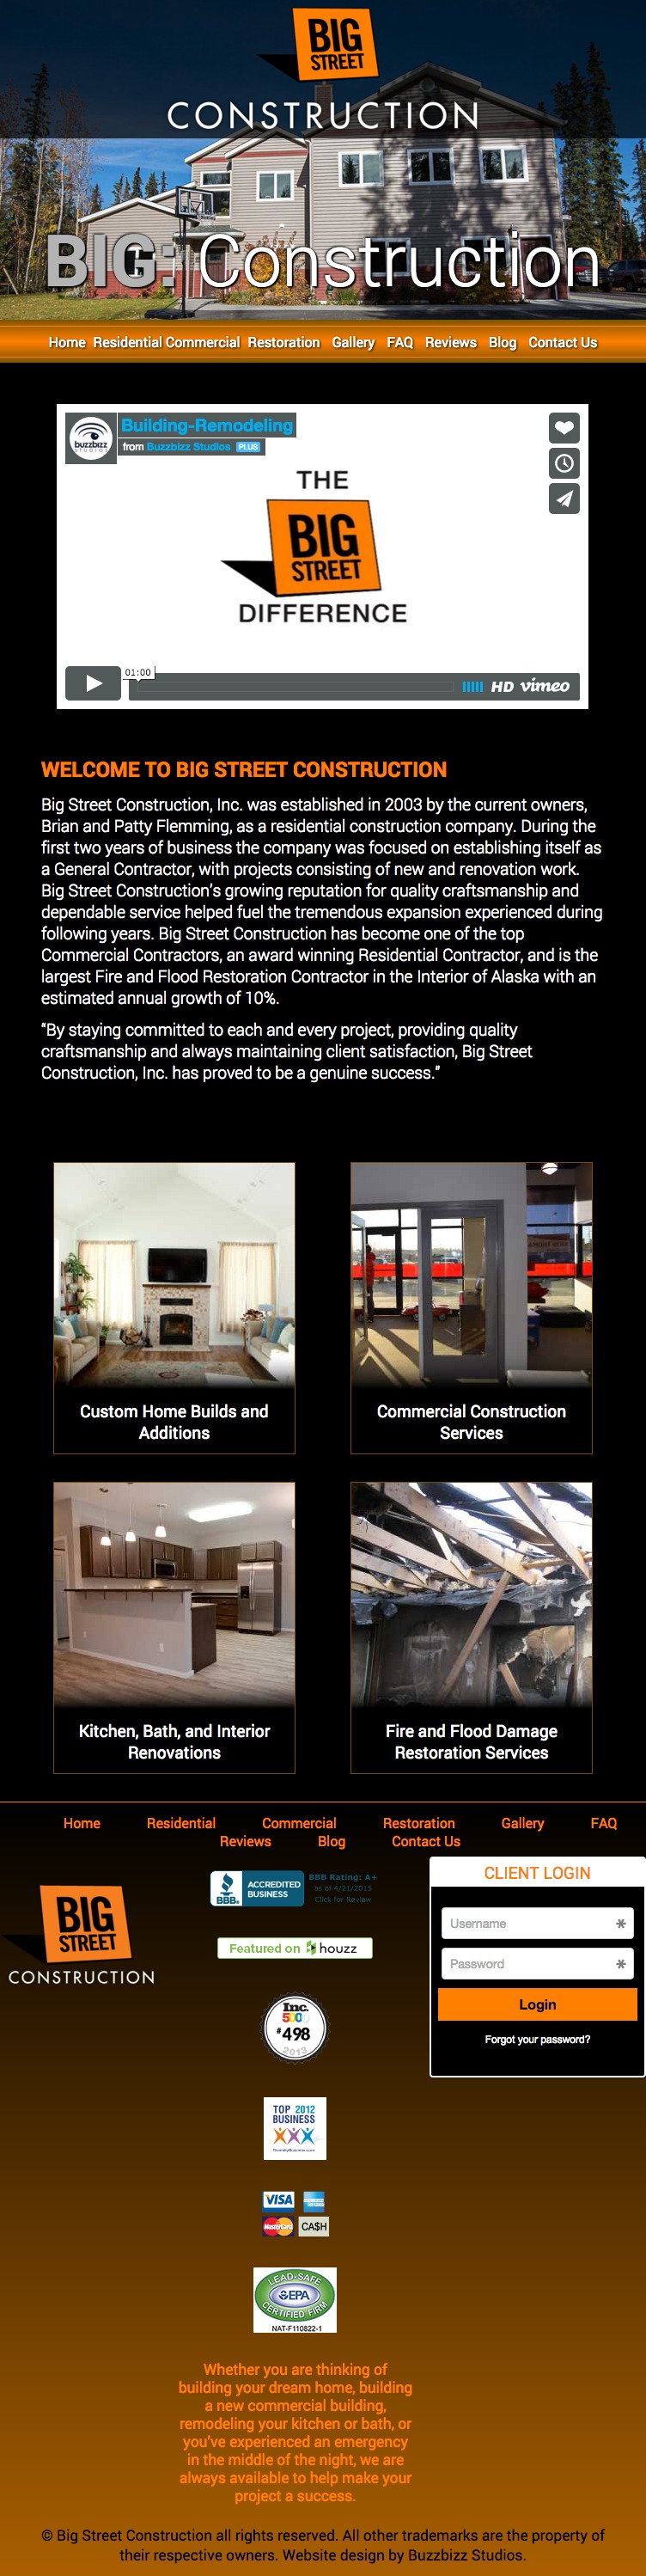 BIG
STREET
CONSTRUCTION
BIG: Construction
Home Residential Commercial Restoration Gallery FAQ Reviews Blog Contact Us
buzzbizz
STUDIOS
Building-Remodeling
from Buzzbizz Studios PLUS
THE
BIG
STREET
DIFFERENCE
01:00
HD vimeo
WELCOME TO BIG STREET CONSTRUCTION
Big Street Construction, Inc. was established in 2003 by the current owners,
Brian and Patty Flemming, as a residential construction company. During the
first two years of business the company was focused on establishing itself as
a General Contractor, with projects consisting of new and renovation work.
Big Street Construction's growing reputation for quality craftsmanship and
dependable service helped fuel the tremendous expansion experienced during
following years. Big Street Construction has become one of the top
Commercial Contractors, an award winning Residential Contractor, and is the
largest Fire and Flood Restoration Contractor in the Interior of Alaska with an
estimated annual growth of 10%.
"By staying committed to each and every project, providing quality
craftsmanship and always maintaining client satisfaction, Big Street
Construction, Inc. has proved to be a genuine success."
Custom Home Builds and
Additions
Commercial Construction
Services
Kitchen, Bath, and Interior
Renovations
Fire and Flood Damage
Restoration Services
Home Residential Commercial Restoration Gallery FAQ
Reviews Blog Contact Us
BIG
STREET
CONSTRUCTION
BBB.
ACCREDITED
BUSINESS
BBB Rating: A+
as of 4/21/2015
Click for Review
Featured on houzz
Inc.
5000
#498
2013
TOP 2012
BUSINESS
DiversityBusiness.com
VISA
MasterCard CA$H
LEAD-SAFE
EPA
CERTIFIED FIRM
NAT-F110822-1
CLIENT LOGIN
Username
Password
Login
Forgot your password?
Whether you are thinking of
building your dream home, building
a new commercial building,
remodeling your kitchen or bath, or
you've experienced an emergency
in the middle of the night, we are
always available to help make your
project a success.
© Big Street Construction all rights reserved. All other trademarks are the property of
their respective owners. Website design by Buzzbizz Studios.